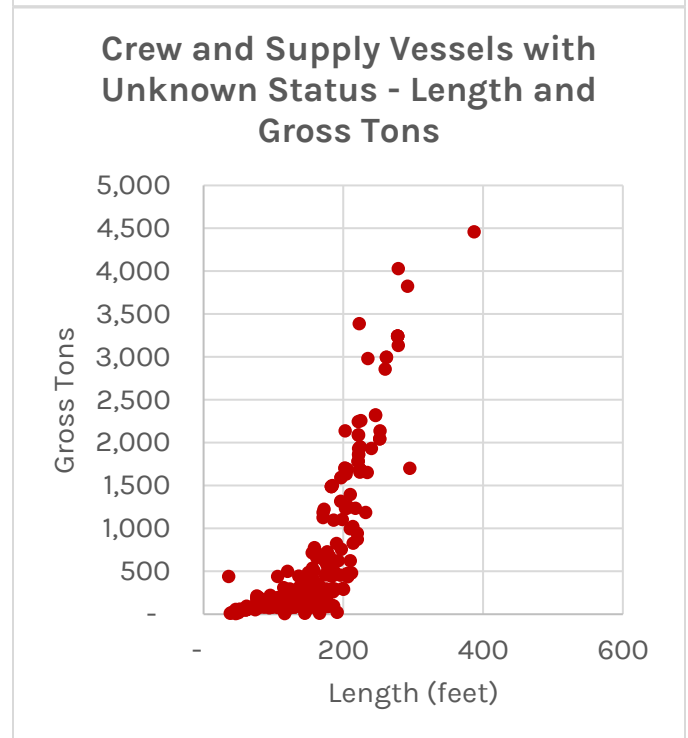 Crew and Supply Vessels with
Unknown Status - Length and
Gross Tons
5,000
4,500
4,000
3,500
3,000
2,500
2,000
1,500
1,000
500
-
Gross Tons
- 200 400 600
Length (feet)